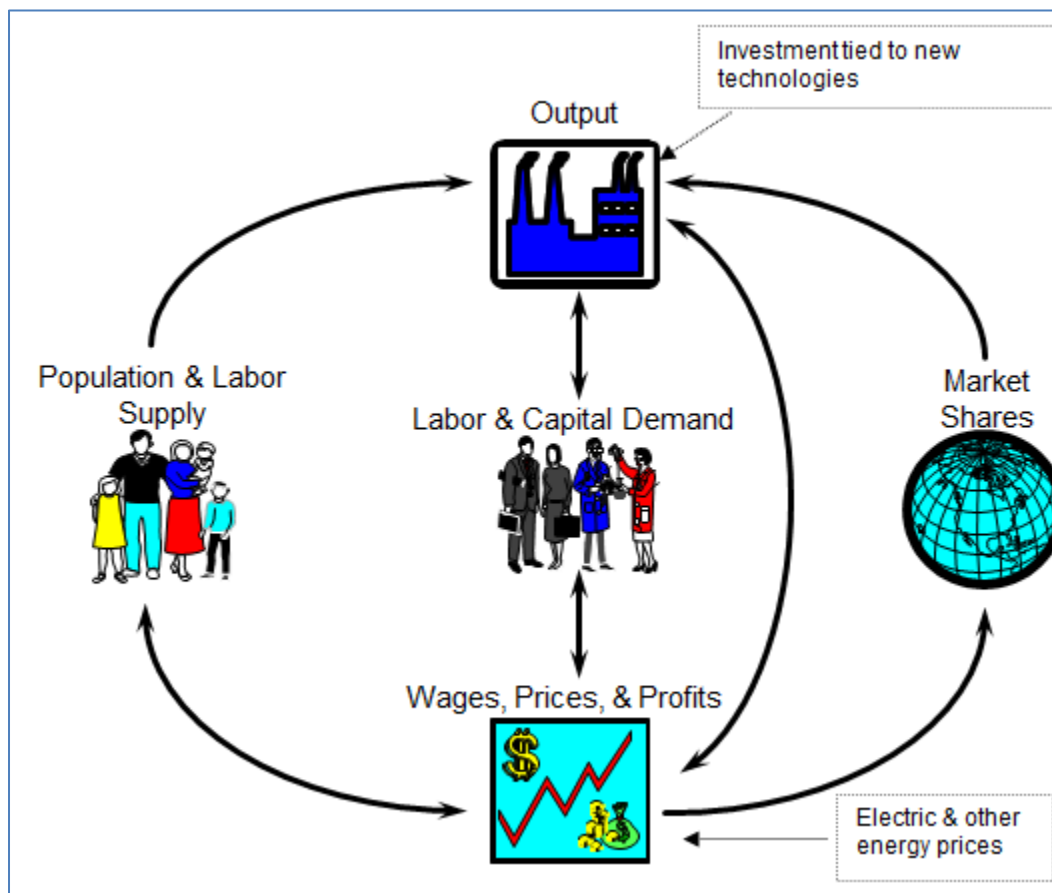 Investment tied to new
technologies
Output
Population & Labor
Supply
Labor & Capital Demand
Market
Shares
Wages, Prices, & Profits
$
$
Electric & other
energy prices